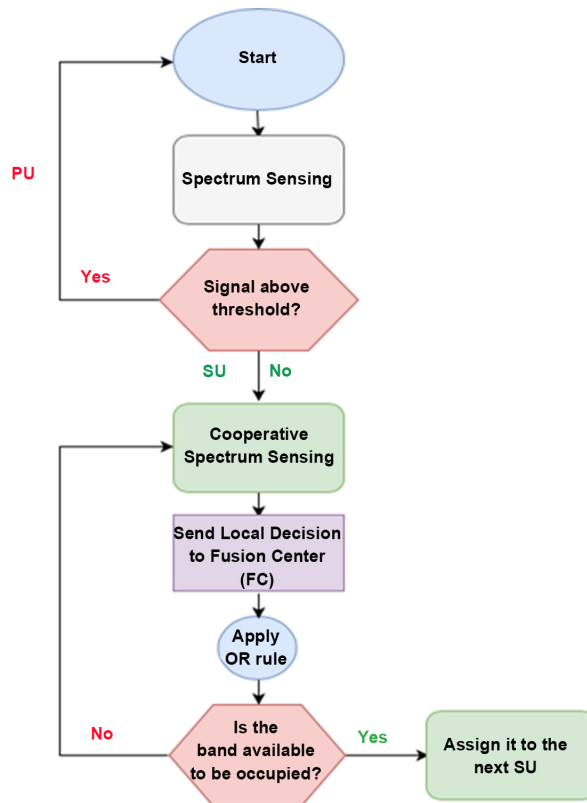 Start
PU
Spectrum Sensing
Yes
Signal above
threshold?
SU
No
Cooperative
Spectrum Sensing
Send Local Decision
to Fusion Center
(FC)
Apply
OR rule
No
Is the
band available
to be occupied?
Yes
Assign it to the
next SU